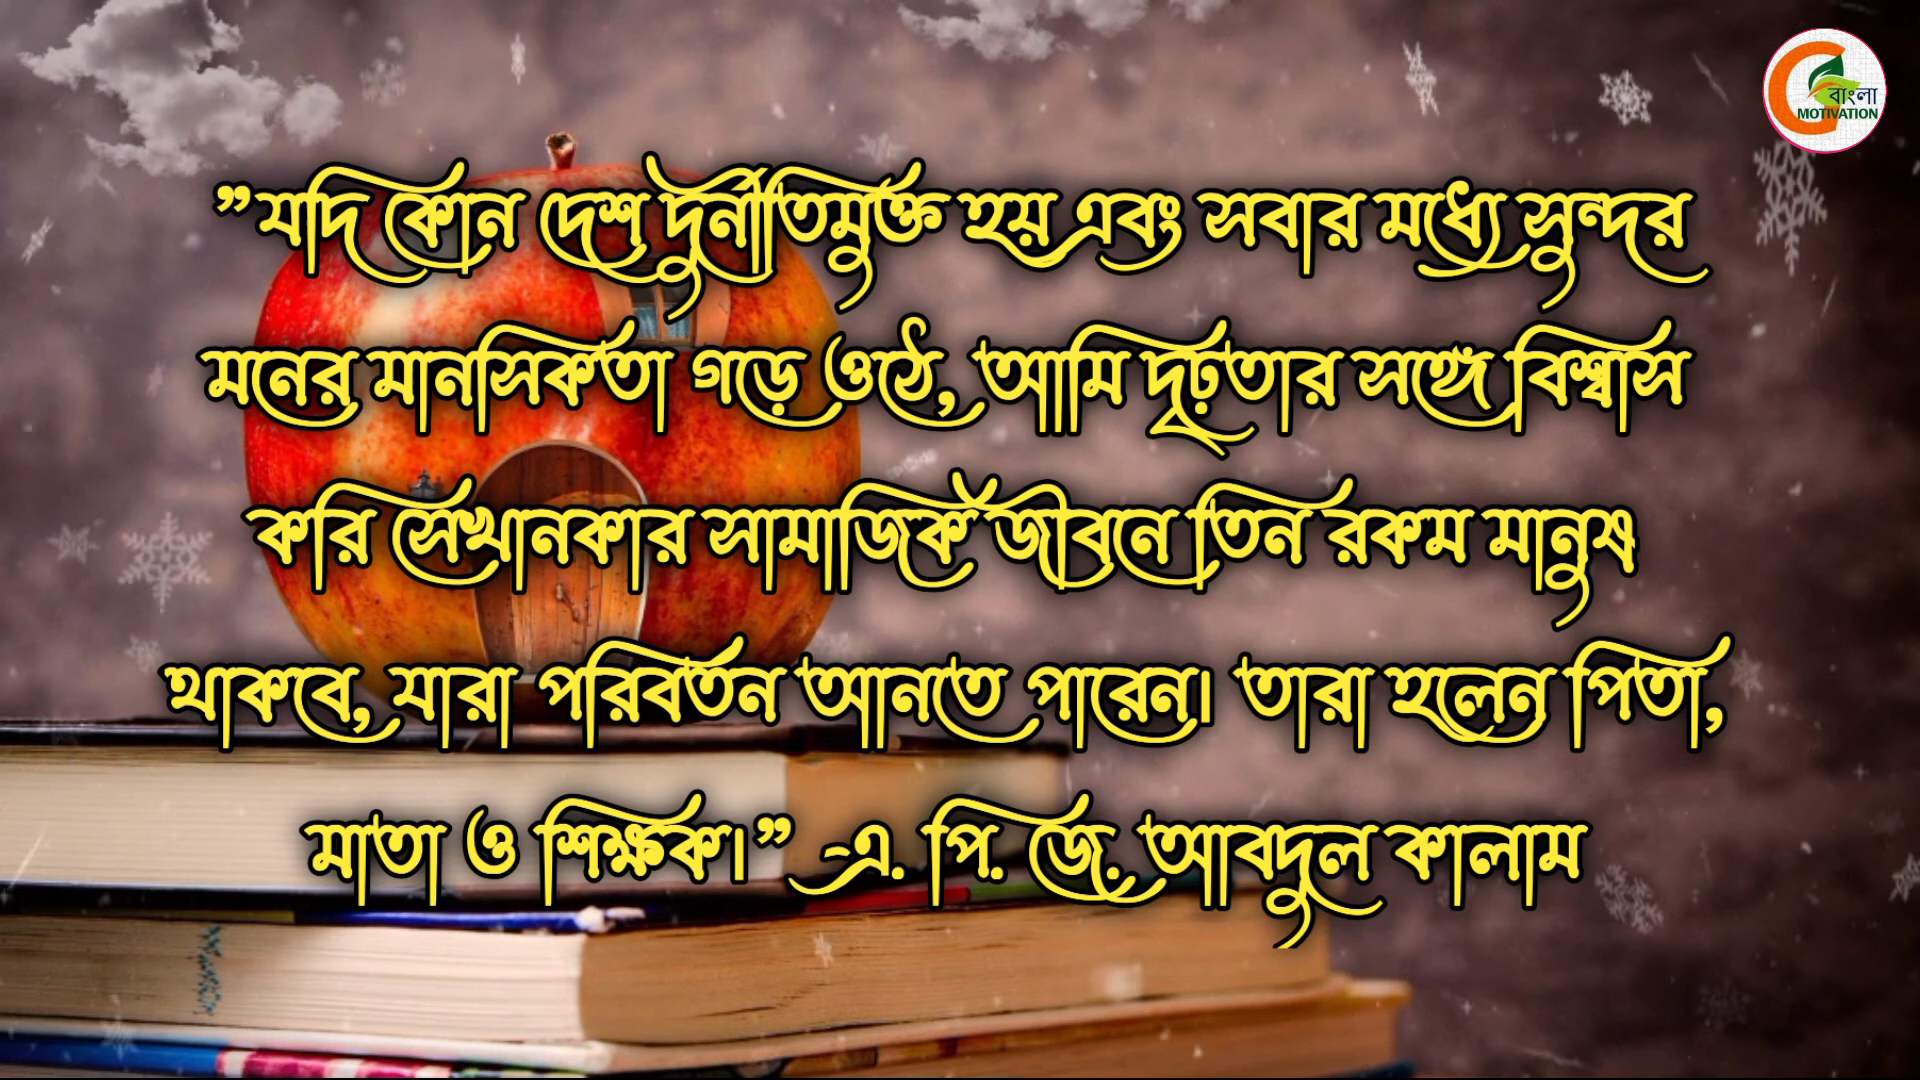 বাংলা
MOTIVATION
”যদি কোন দেশ দুর্নীতিমুক্ত হয় এবং সবার মধ্যে সুন্দর
মনের মানসিকতা গড়ে ওঠে, আমি দৃঢ়তার সঙ্গে বিশ্বাস
করি সেখানকার সামাজিক জীবনে তিন রকম মানুষ
থাকবে, যারা পরিবর্তন আনতে পারেন। তারা হলেন পিতা,
মাতা ও শিক্ষক।” -এ. পি. জে. আবদুল কালাম